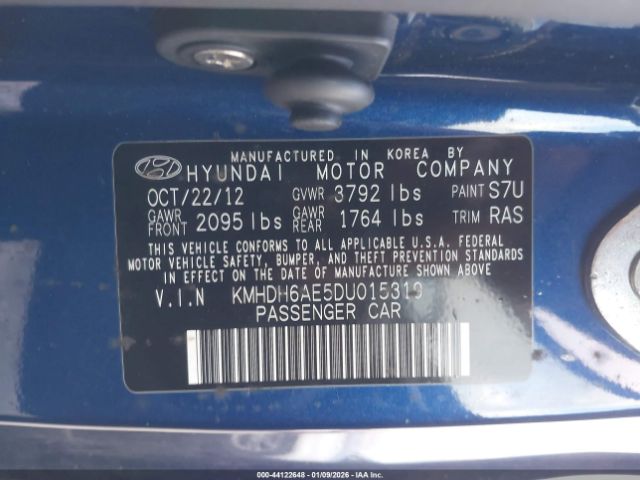 MANUFACTURED IN KOREA BY
HYUNDAI MOTOR COMPANY
OCT/22/12 GVWR 3792 lbs PAINT S7U
GAWR FRONT 2095 lbs GAWR REAR 1764 lbs TRIM RAS
THIS VEHICLE CONFORMS TO ALL APPLICABLE U.S.A. FEDERAL
MOTOR VEHICLE SAFETY, BUMPER, AND THEFT PREVENTION STANDARDS
IN EFFECT ON THE DATE OF MANUFACTURE SHOWN ABOVE.
V.I.N KMHDH6AE5DU015319
PASSENGER CAR
000-44122648 - 01/09/2026 - IAA Inc.